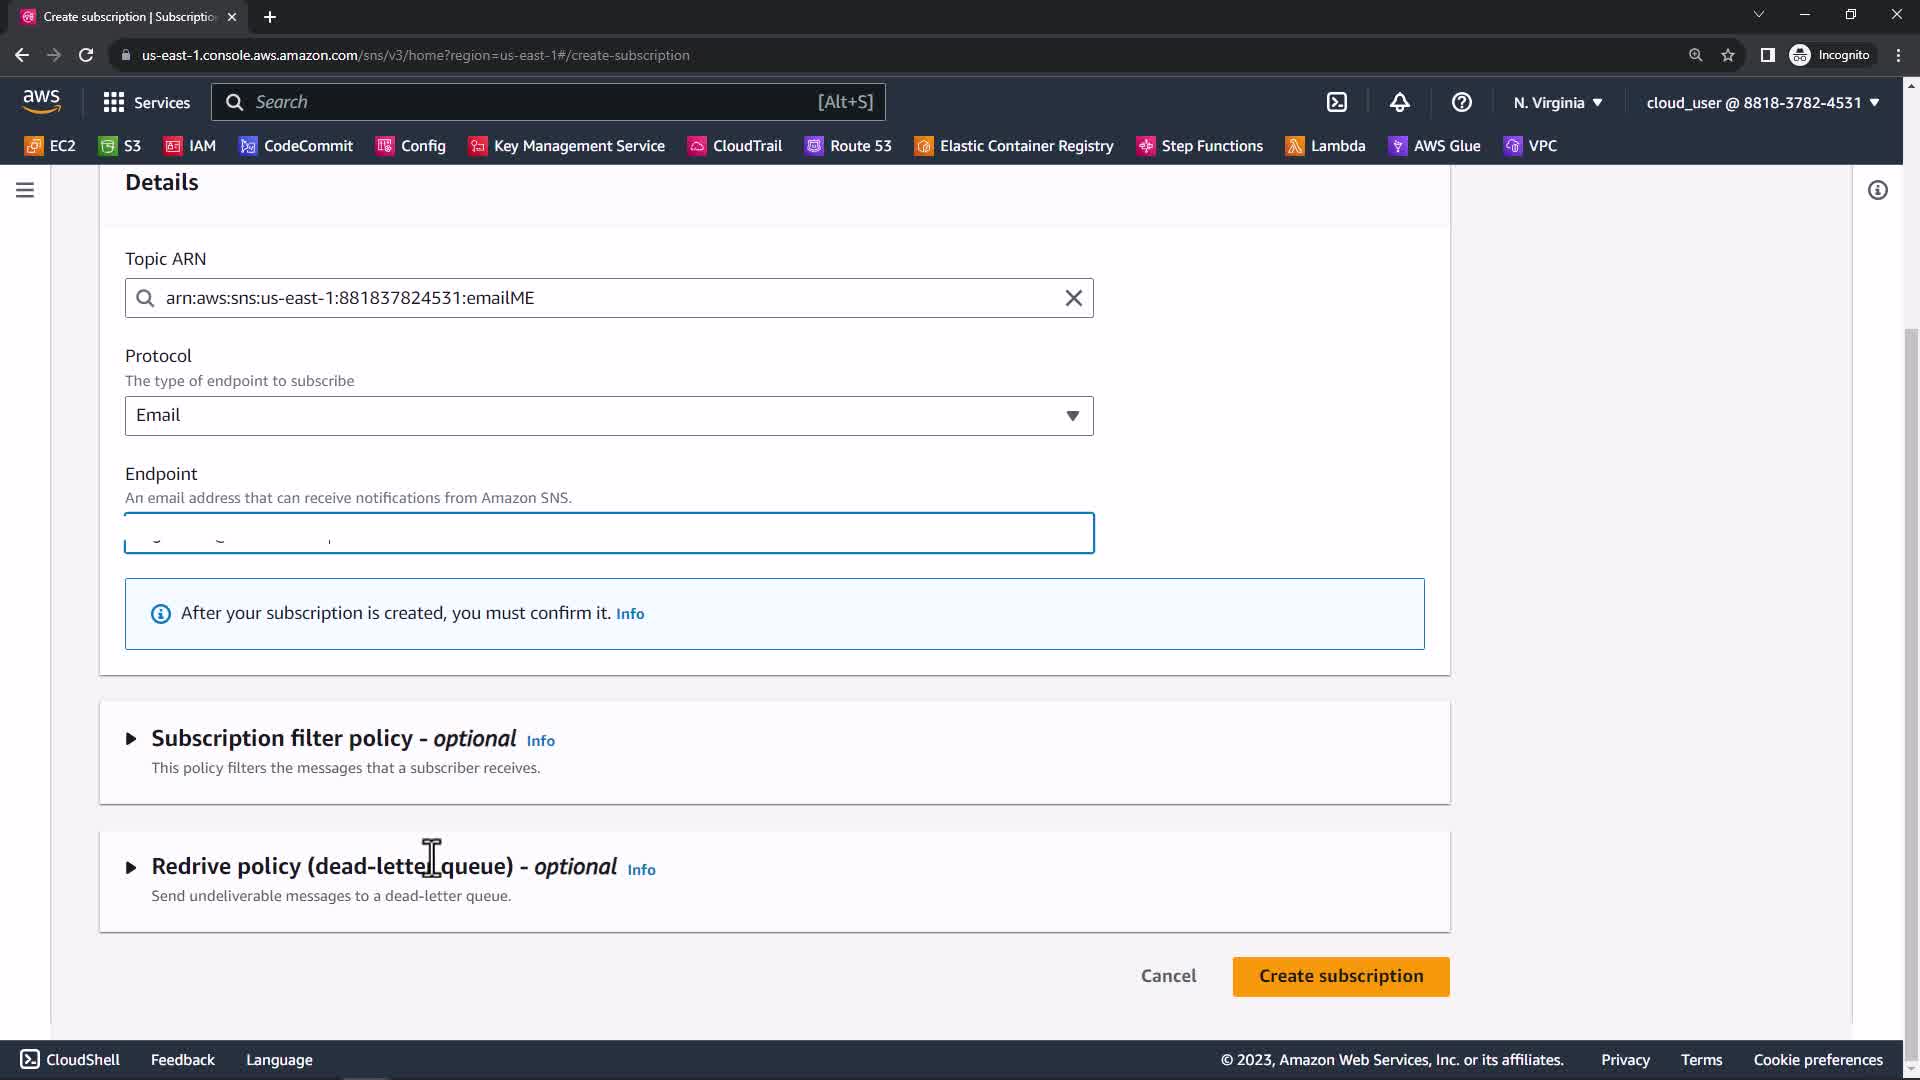 Create subscription | Subscriptio
us-east-1.console.aws.amazon.com/sns/v3/home?region=us-east-1#/create-subscription
Incognito
aws
Services
Search
[Alt+S]
N. Virginia
cloud_user @ 8818-3782-4531
EC2
S3
IAM
CodeCommit
Config
Key Management Service
CloudTrail
Route 53
Elastic Container Registry
Step Functions
Lambda
AWS Glue
VPC
Details
Topic ARN
arn:aws:sns:us-east-1:881837824531:emailME
Protocol
The type of endpoint to subscribe
Email
Endpoint
An email address that can receive notifications from Amazon SNS.
After your subscription is created, you must confirm it. Info
Subscription filter policy - optional Info
This policy filters the messages that a subscriber receives.
Redrive policy (dead-letter queue) - optional Info
Send undeliverable messages to a dead-letter queue.
Cancel
Create subscription
CloudShell
Feedback
Language
© 2023, Amazon Web Services, Inc. or its affiliates.
Privacy
Terms
Cookie preferences